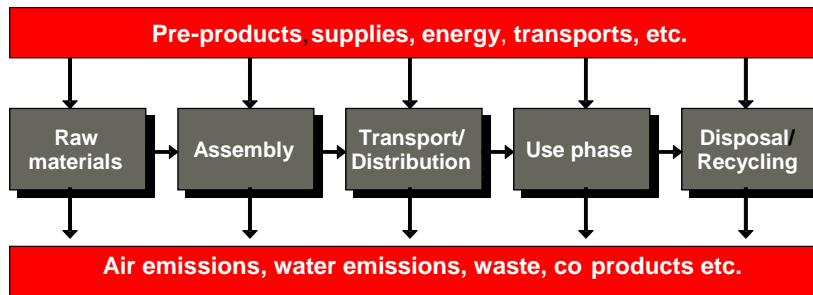 Pre-products, supplies, energy, transports, etc.
Raw
materials
Assembly
Transport/
Distribution
Use phase
Disposal/
Recycling
Air emissions, water emissions, waste, co products etc.